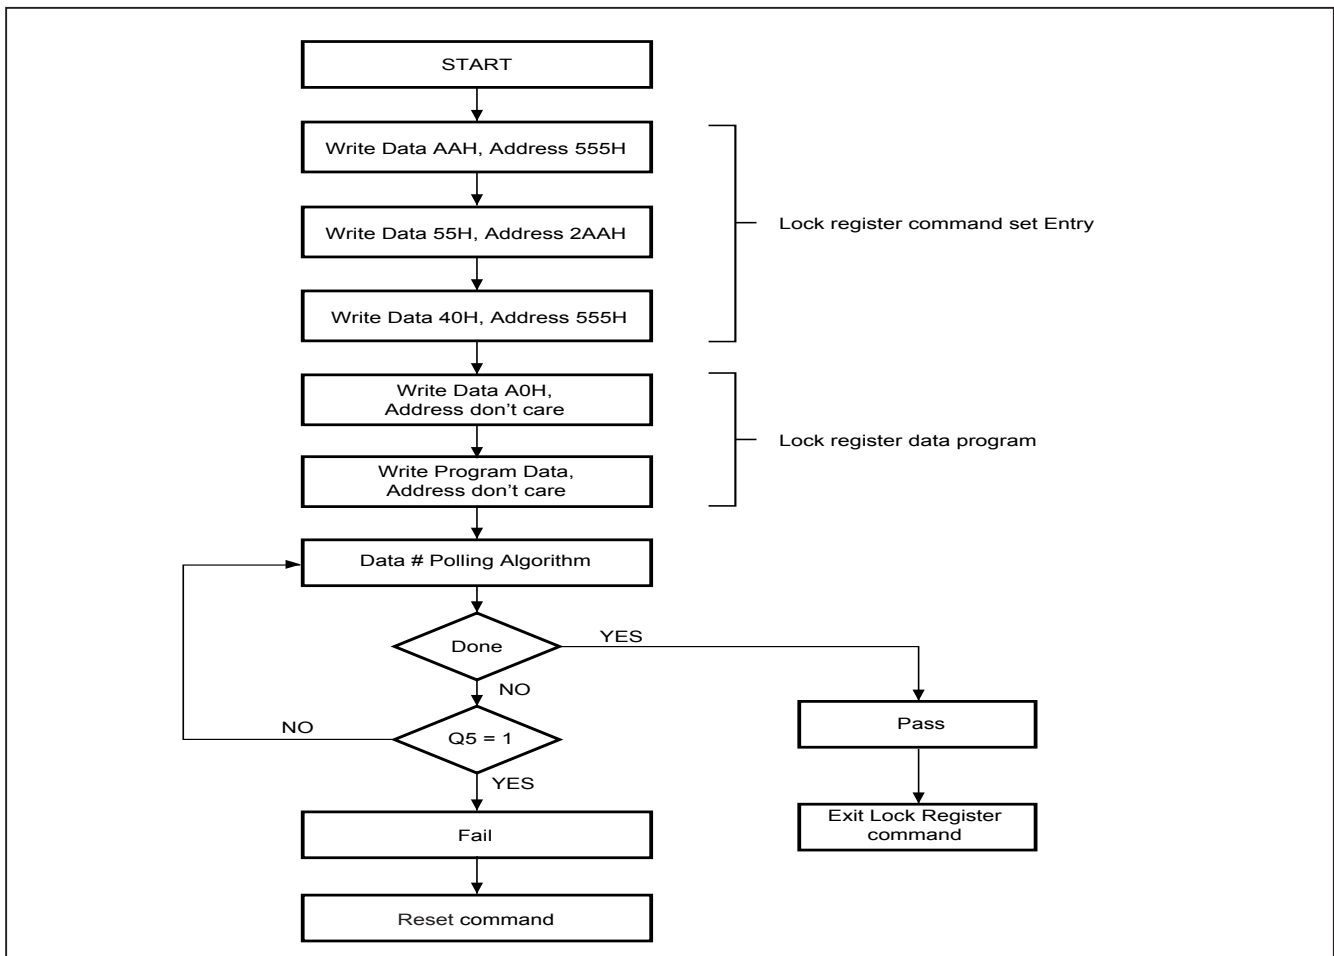 START
Write Data AAH, Address 555H
Write Data 55H, Address 2AAH
Lock register command set Entry
Write Data 40H, Address 555H
Write Data A0H,
Address don't care
Lock register data program
Write Program Data,
Address don't care
Data # Polling Algorithm
Done
YES
NO
Q5 = 1
NO
YES
Pass
Fail
Exit Lock Register
command
Reset command